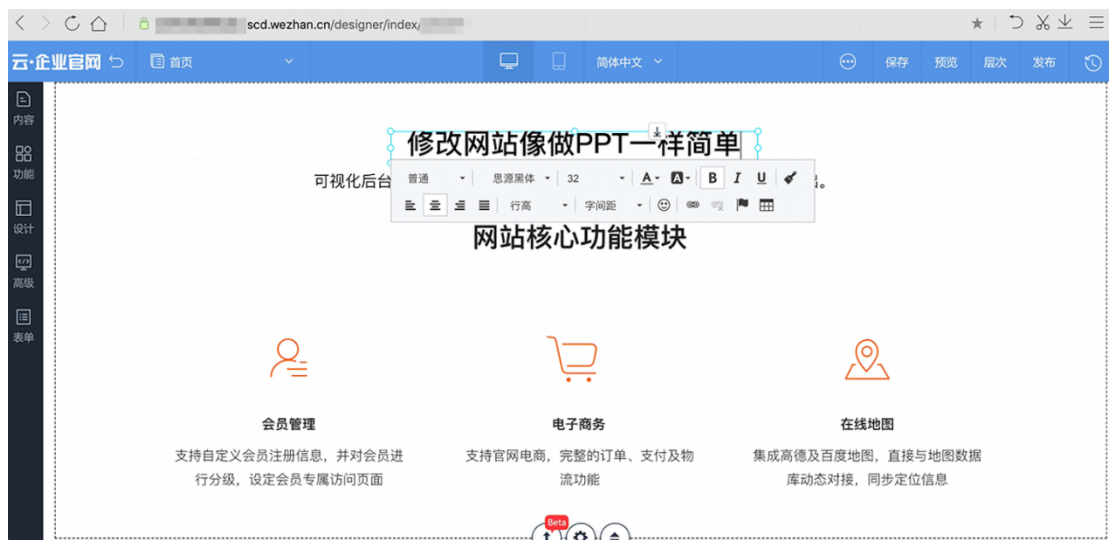 scd.wezhan.cn/designer/index/
云·企业官网 首页 简体中文 保存 预览 层次 发布
内容
功能
设计
高级
表单
修改网站像做PPT一样简单
可视化后台
普通 思源黑体 32 A A B I U
行高 字间距
网站核心功能模块
会员管理
支持自定义会员注册信息，并对会员进
行分级，设定会员专属访问页面
电子商务
支持官网电商，完整的订单、支付及物
流功能
在线地图
集成高德及百度地图，直接与地图数据
库动态对接，同步定位信息
Beta